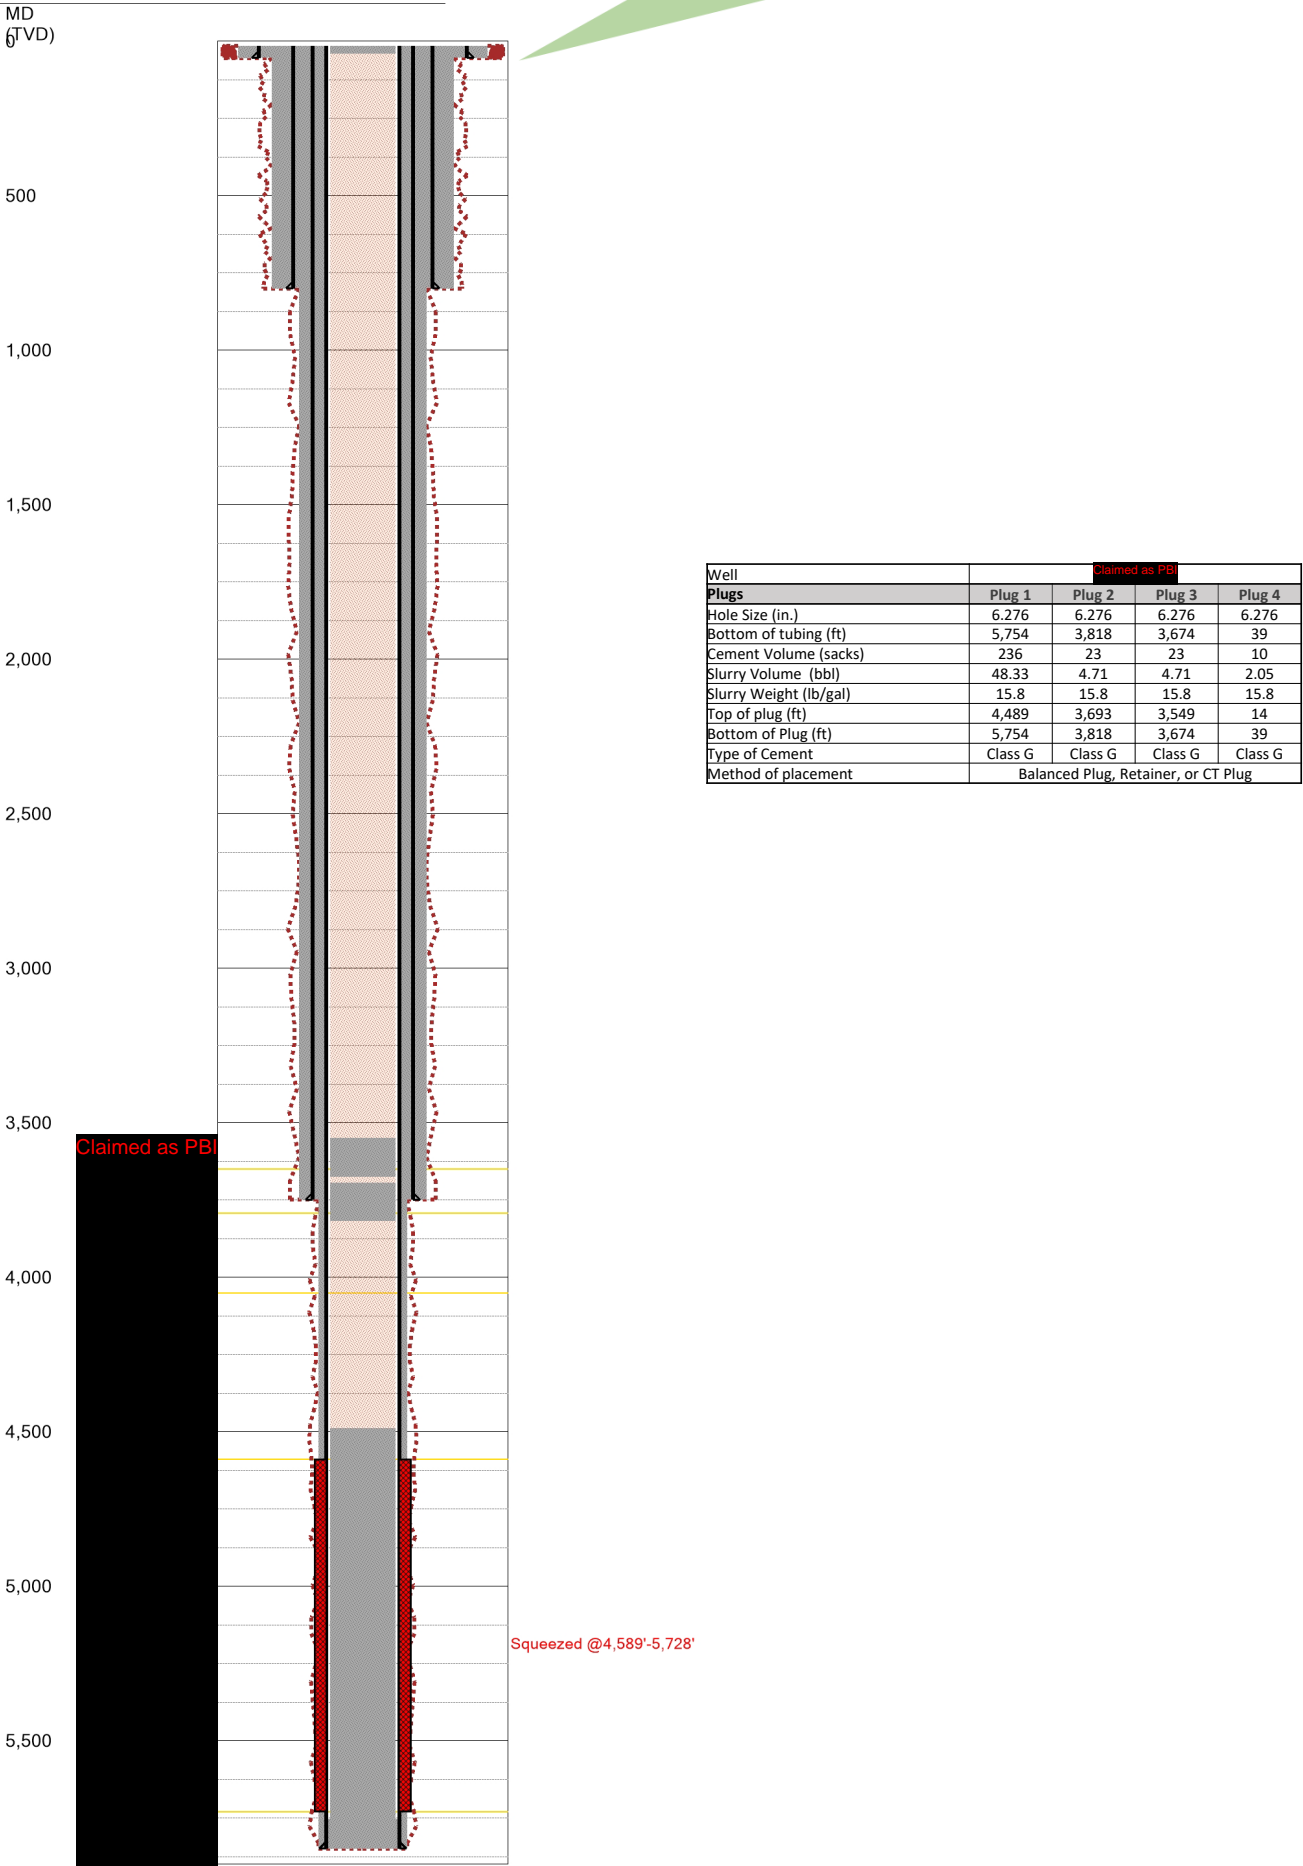 MD
(TVD)
0
500
1,000
1,500
2,000
2,500
3,000
3,500
Claimed as PBI
4,000
4,500
5,000
5,500
Squeezed @4,589'-5,728'
Well Claimed as PBI
Plugs Plug 1 Plug 2 Plug 3 Plug 4
Hole Size (in.) 6.276 6.276 6.276 6.276
Bottom of tubing (ft) 5,754 3,818 3,674 39
Cement Volume (sacks) 236 23 23 10
Slurry Volume (bbl) 48.33 4.71 4.71 2.05
Slurry Weight (lb/gal) 15.8 15.8 15.8 15.8
Top of plug (ft) 4,489 3,693 3,549 14
Bottom of Plug (ft) 5,754 3,818 3,674 39
Type of Cement Class G Class G Class G Class G
Method of placement Balanced Plug, Retainer, or CT Plug